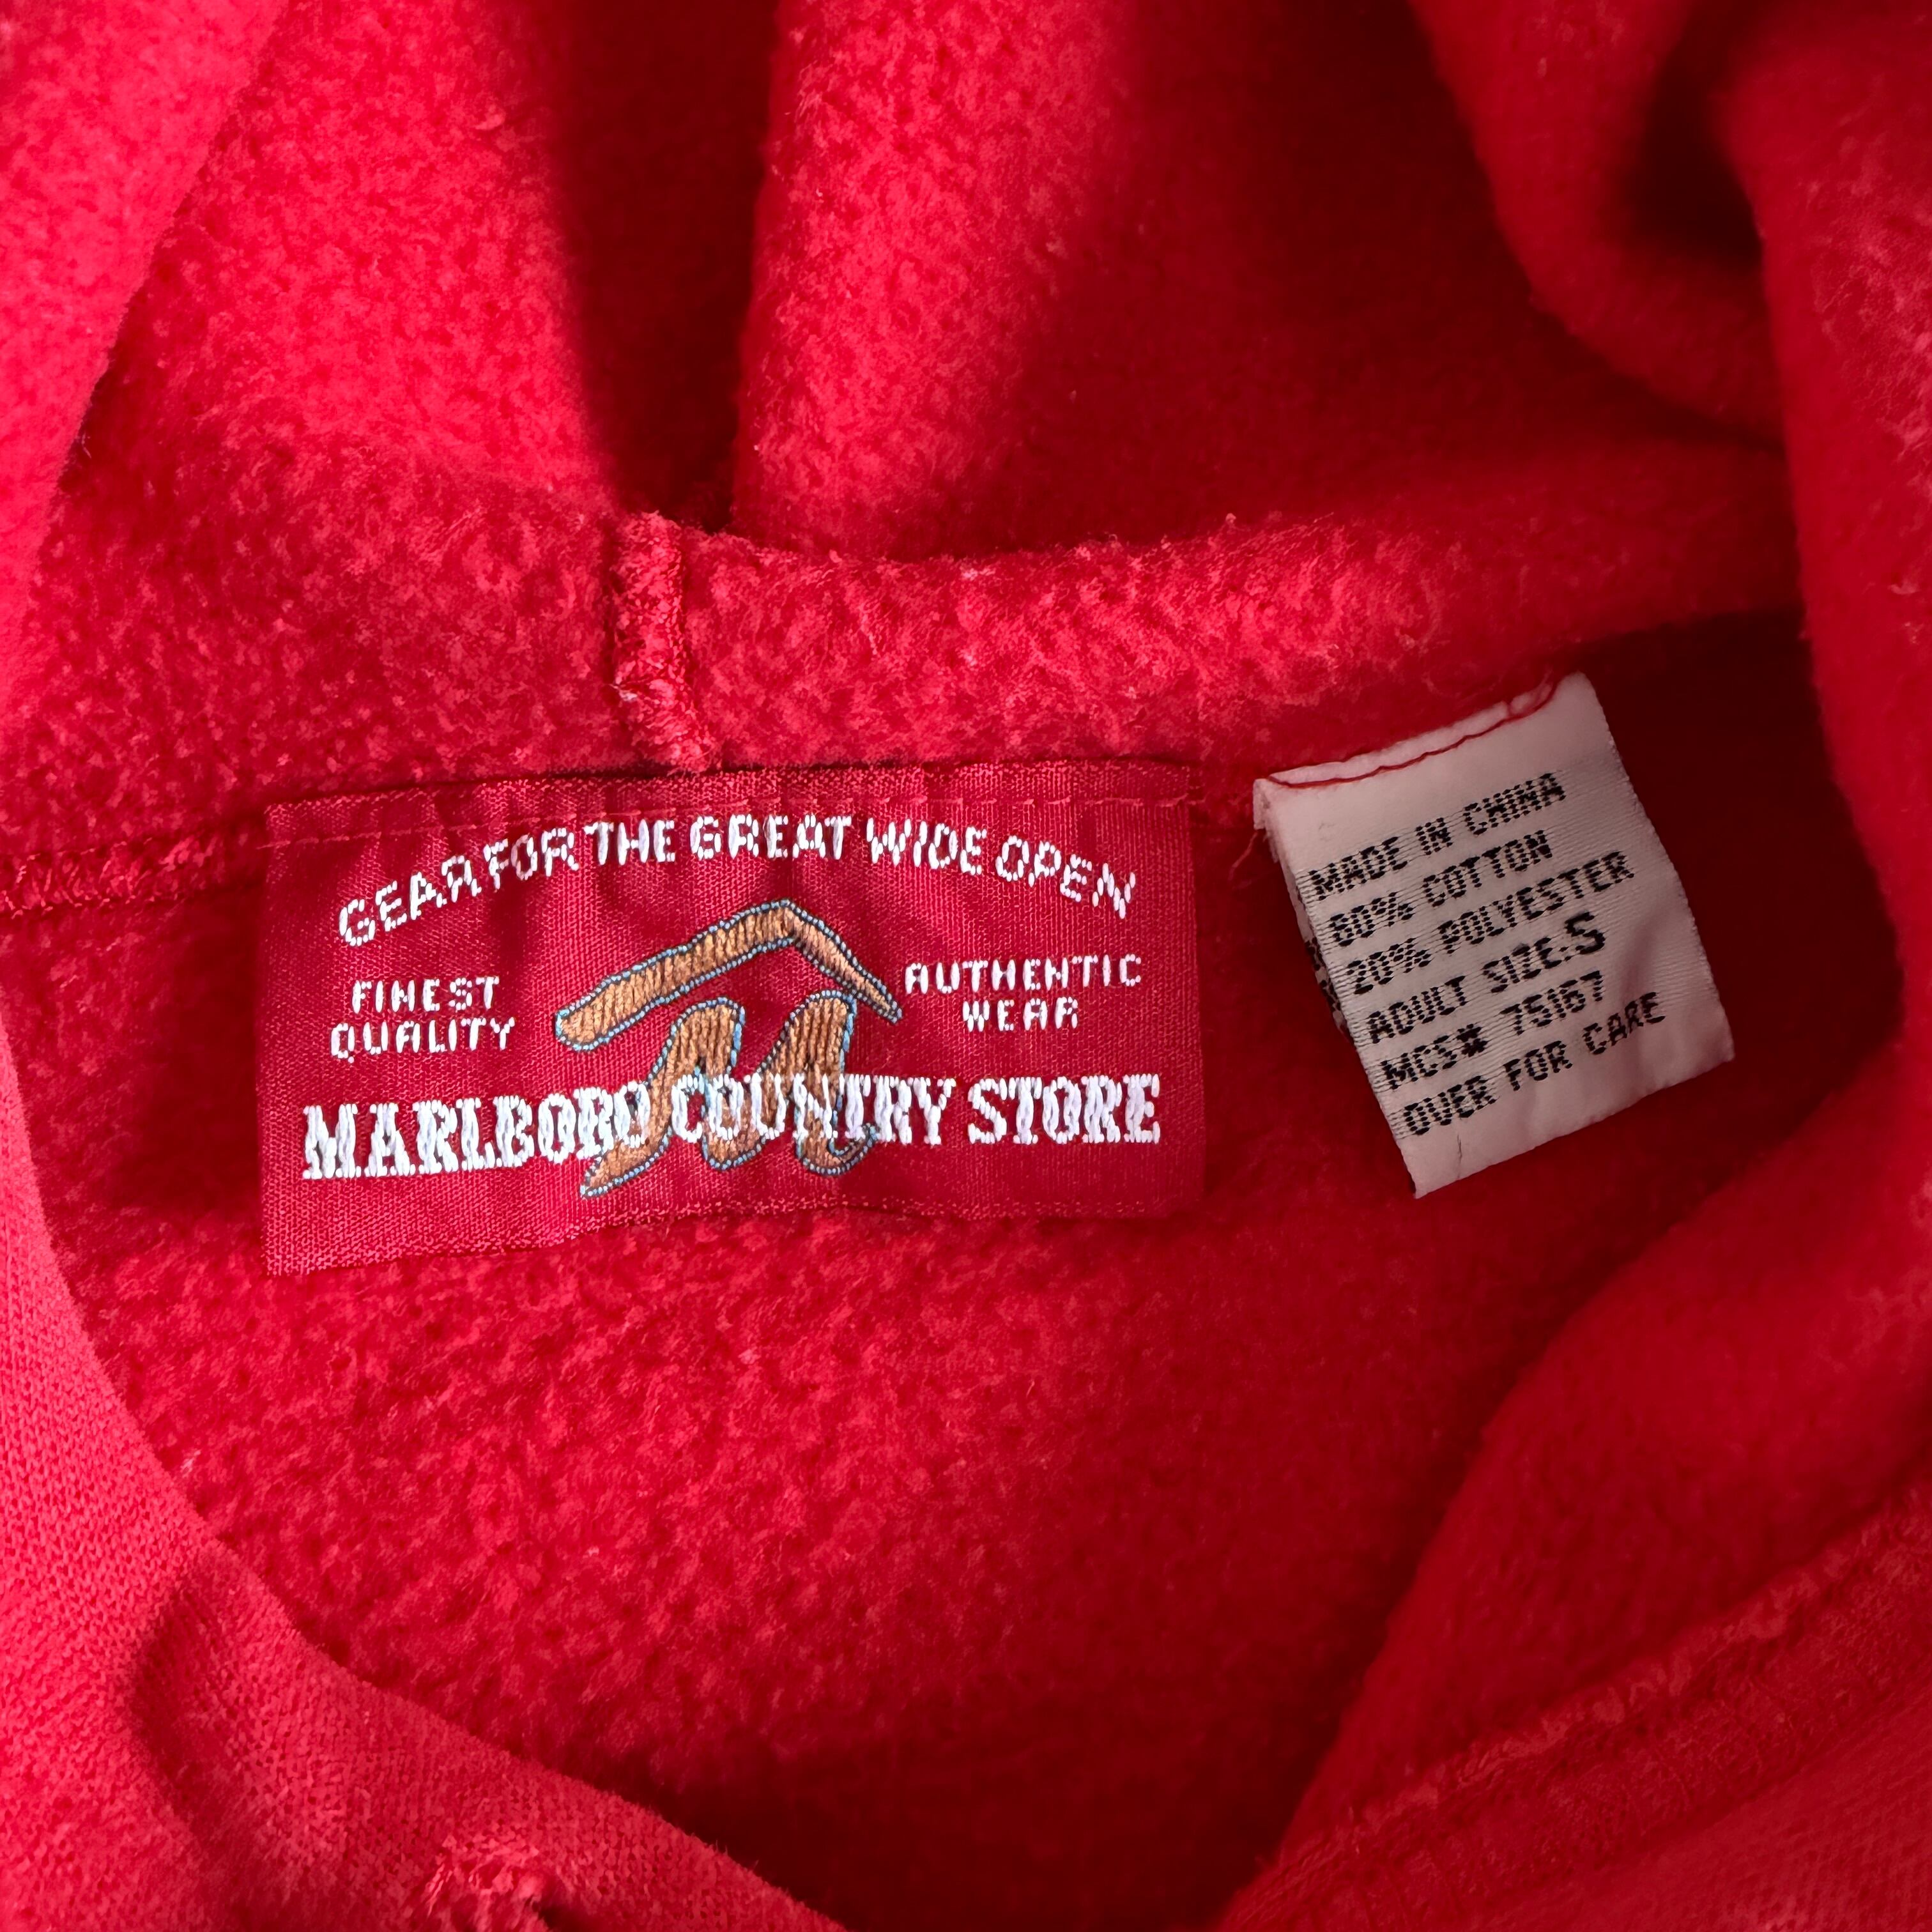 GEAR FOR THE GREAT WIDE OPEN
FINEST
QUALITY
AUTHENTIC
WEAR
M
MARLBORO COUNTRY STORE
MADE IN CHINA
80% COTTON
20% POLYESTER
ADULT SIZE:S
MCS# 75167
OVER FOR CARE